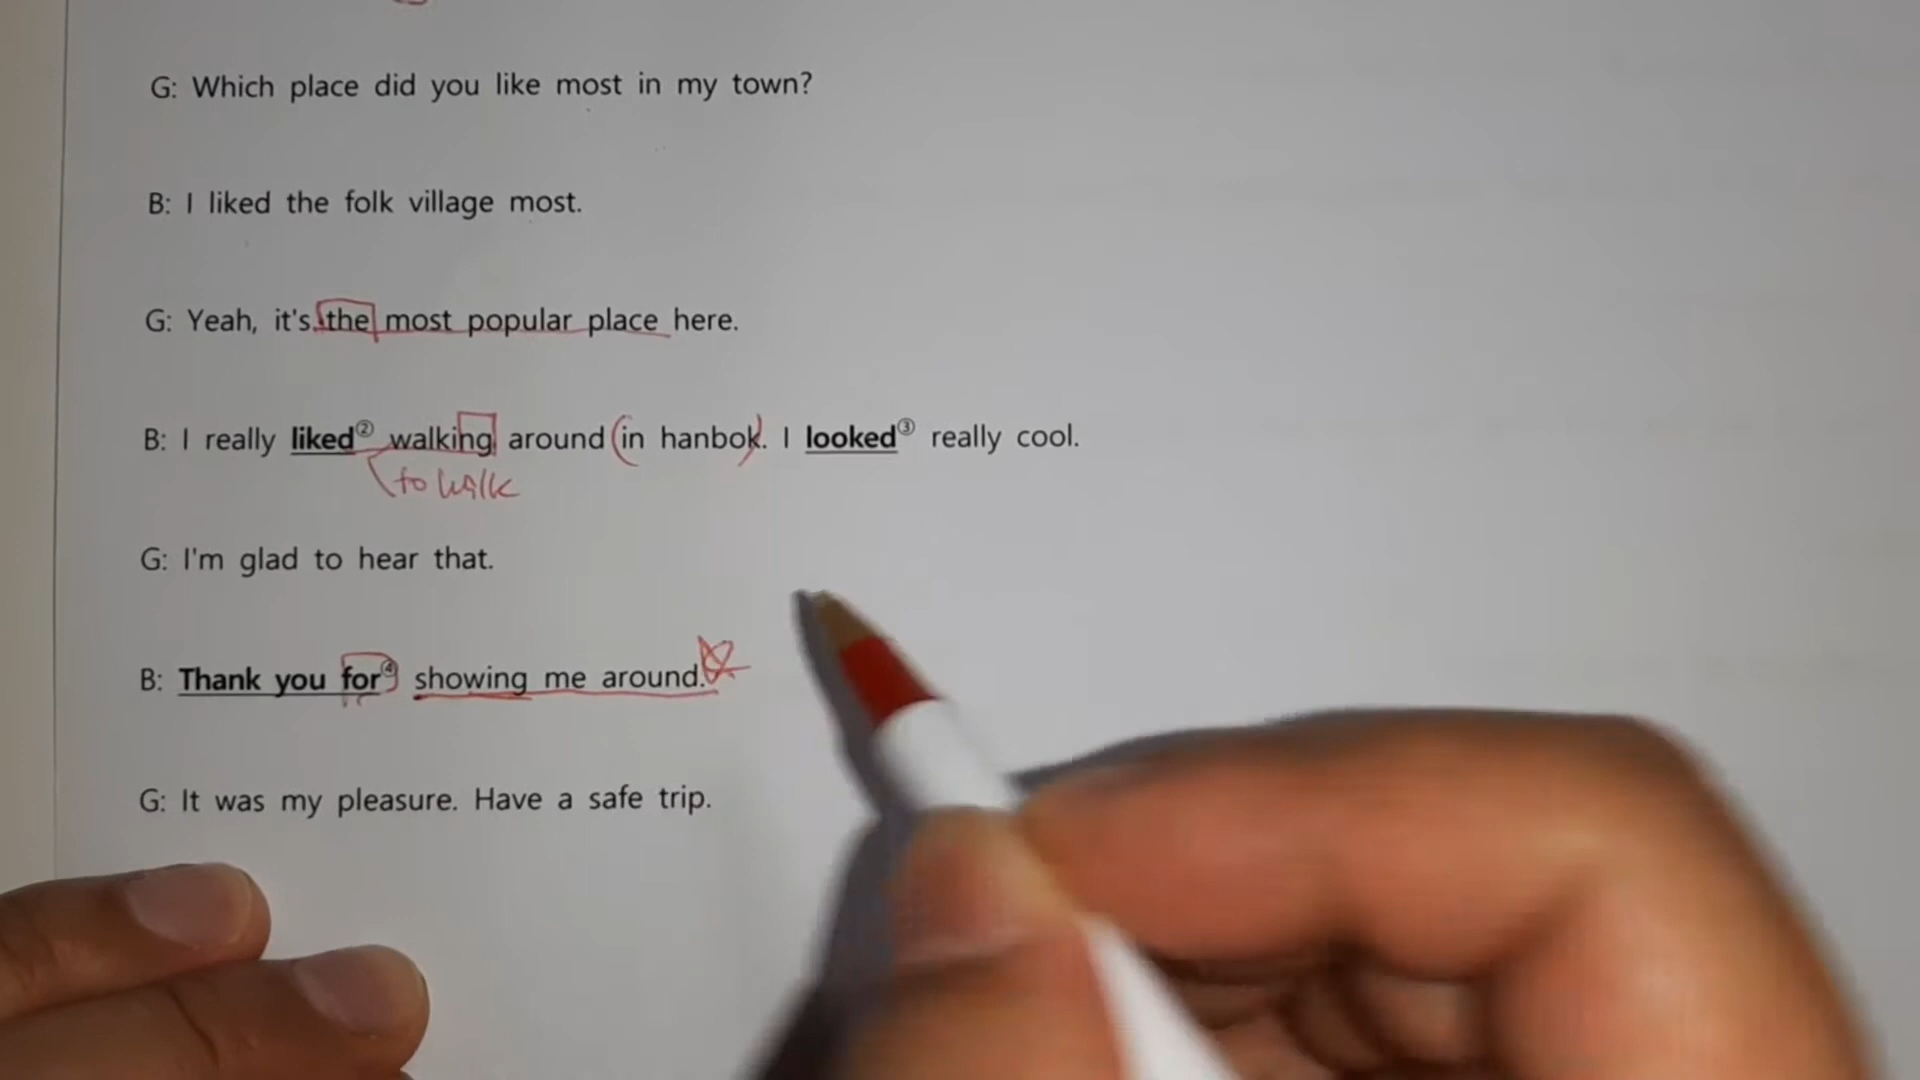 G: Which place did you like most in my town?
B: I liked the folk village most.
G: Yeah, it's the most popular place here.
B: I really liked② walking around (in hanbok). I looked③ really cool.
to walk
G: I'm glad to hear that.
B: Thank you for④ showing me around.
G: It was my pleasure. Have a safe trip.